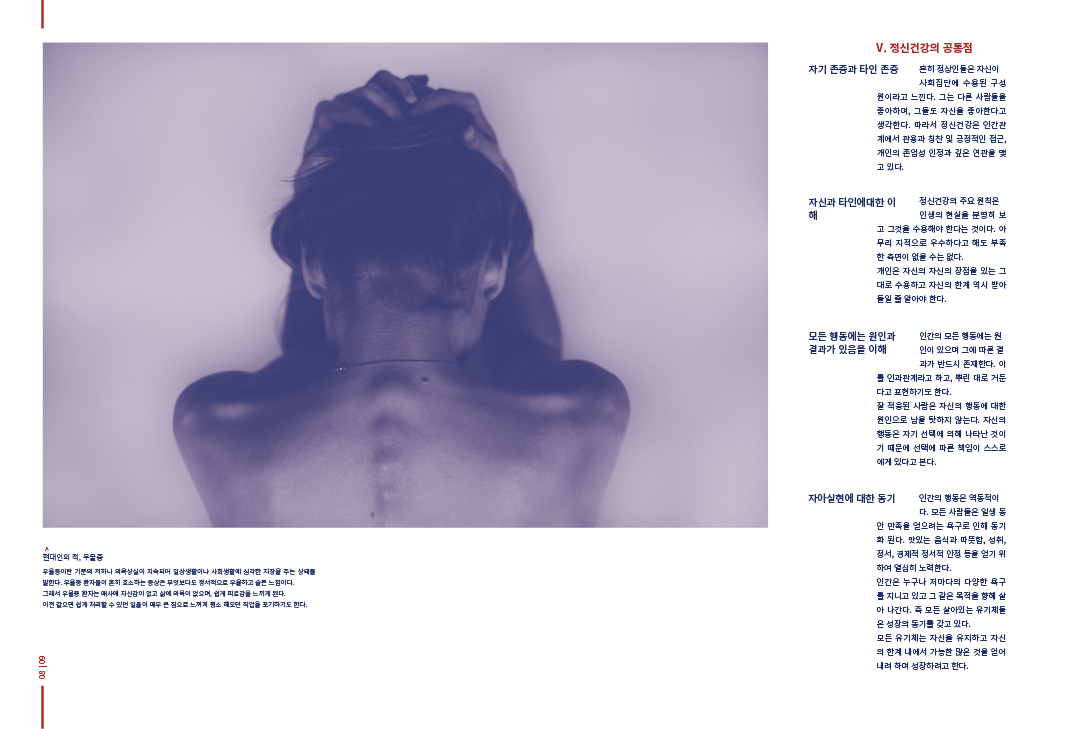 V. 정신건강의 공통점
자기 존중과 타인 존중
흔히 정상인들은 자신이
사회집단에 수용된 구성
원이라고 느낀다. 그는 다른 사람들을
좋아하며, 그들도 자신을 좋아한다고
생각한다. 따라서 정신건강은 인간관
계에서 관용과 칭찬 및 긍정적인 접근,
개인의 존엄성 인정과 깊은 연관을 맺
고 있다.
자신과 타인에대한 이
해
정신건강의 주요 원칙은
인생의 현실을 분명히 보
고 그것을 수용해야 한다는 것이다. 아
무리 지적으로 우수하다고 해도 부족
한 측면이 없을 수는 없다.
개인은 자신의 자신의 장점을 있는 그
대로 수용하고 자신의 한계 역시 받아
들일 줄 알아야 한다.
모든 행동에는 원인과
결과가 있음을 이해
인간의 모든 행동에는 원
인이 있으며 그에 따른 결
과가 반드시 존재한다. 이
를 인과관계라고 하고, 뿌린 대로 거둔
다고 표현하기도 한다.
잘 적응된 사람은 자신의 행동에 대한
원인으로 남을 탓하지 않는다. 자신의
행동은 자기 선택에 의해 나타난 것이
기 때문에 선택에 따른 책임이 스스로
에게 있다고 본다.
자아실현에 대한 동기
인간의 행동은 역동적이
다. 모든 사람들은 일생 동
안 만족을 얻으려는 욕구로 인해 동기
화 된다. 맛있는 음식과 따뜻함, 성취,
정서, 경제적 정서적 안정 등을 얻기 위
하여 열심히 노력한다.
인간은 누구나 저마다의 다양한 욕구
를 지니고 있고 그 같은 목적을 향해 살
아 나간다. 즉 모든 살아있는 유기체들
은 성장의 동기를 갖고 있다.
모든 유기체는 자신을 유지하고 자신
의 한계 내에서 가능한 많은 것을 얻어
내려 하며 성장하려고 한다.
현대인의 적, 우울증
우울증이란 기분의 저하나 의욕상실이 지속되어 일상생활이나 사회생활에 심각한 지장을 주는 상태를
말한다. 우울증 환자들이 흔히 호소하는 증상은 무엇보다도 정서적으로 우울하고 슬픈 느낌이다.
그래서 우울증 환자는 매사에 자신감이 없고 삶에 의욕이 없으며, 쉽게 피로감을 느끼게 된다.
이전 같으면 쉽게 처리할 수 있던 일들이 매우 큰 짐으로 느껴져 평소 해오던 직업을 포기하기도 한다.
60 | 80